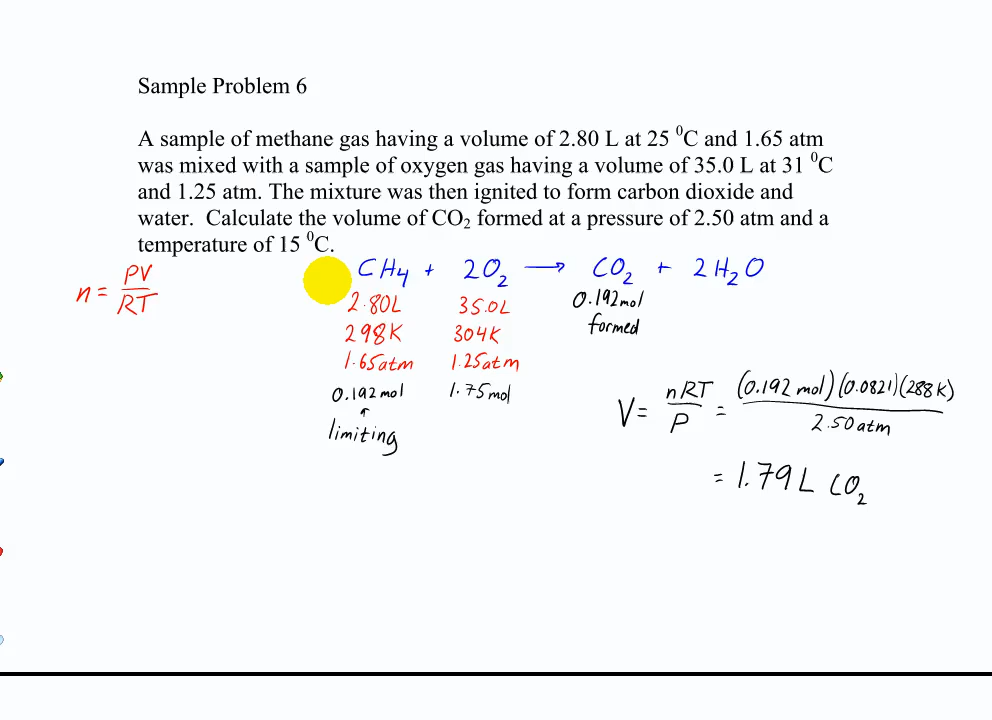 Sample Problem 6
A sample of methane gas having a volume of 2.80 L at 25 ⁰C and 1.65 atm
was mixed with a sample of oxygen gas having a volume of 35.0 L at 31 ⁰C
and 1.25 atm. The mixture was then ignited to form carbon dioxide and
water. Calculate the volume of CO₂ formed at a pressure of 2.50 atm and a
temperature of 15 ⁰C.
n = PV/RT
CH₄ + 2O₂ → CO₂ + 2H₂O
2.80L 35.0L 0.192mol
298K 304K formed
1.65atm 1.25atm
0.192mol 1.75mol
↑
limiting
V = nRT/P = (0.192 mol)(0.0821)(288K)/2.50atm
= 1.79L CO₂